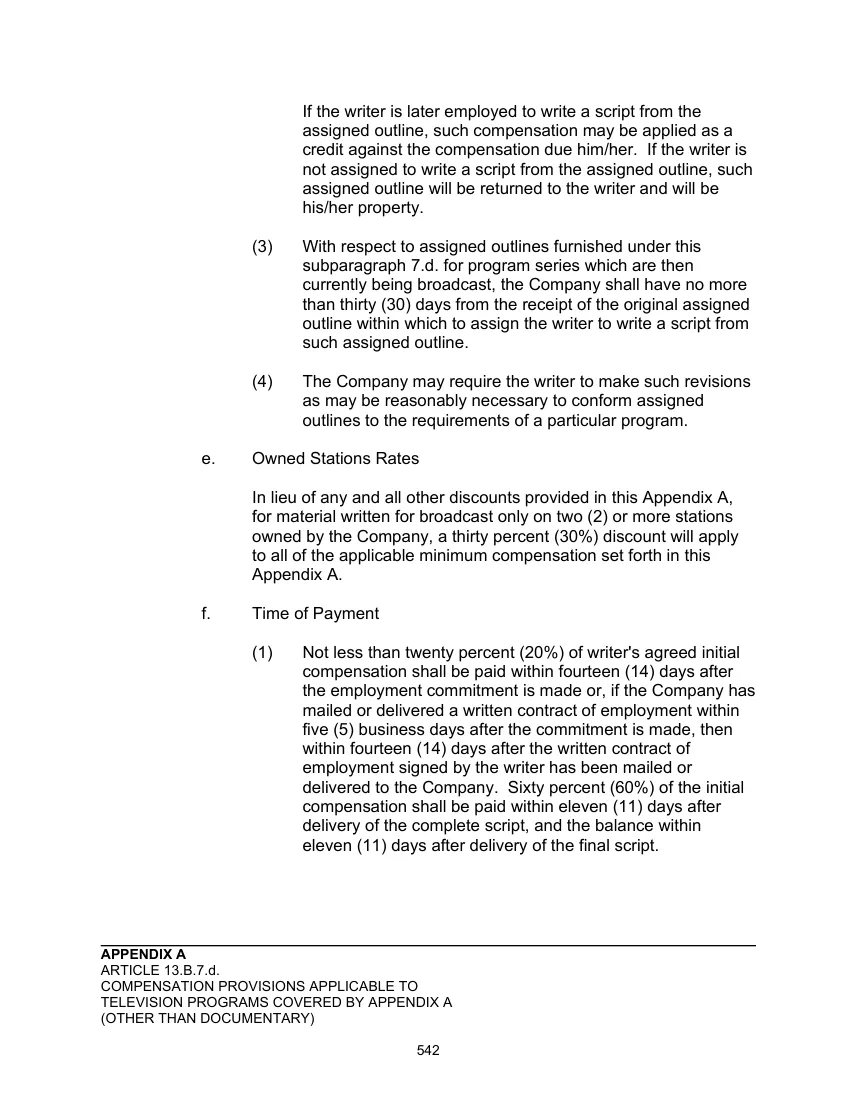 If the writer is later employed to write a script from the
assigned outline, such compensation may be applied as a
credit against the compensation due him/her.  If the writer is
not assigned to write a script from the assigned outline, such
assigned outline will be returned to the writer and will be
his/her property.
(3) With respect to assigned outlines furnished under this
subparagraph 7.d. for program series which are then
currently being broadcast, the Company shall have no more
than thirty (30) days from the receipt of the original assigned
outline within which to assign the writer to write a script from
such assigned outline.
(4) The Company may require the writer to make such revisions
as may be reasonably necessary to conform assigned
outlines to the requirements of a particular program.
e. Owned Stations Rates
In lieu of any and all other discounts provided in this Appendix A,
for material written for broadcast only on two (2) or more stations
owned by the Company, a thirty percent (30%) discount will apply
to all of the applicable minimum compensation set forth in this
Appendix A.
f. Time of Payment
(1) Not less than twenty percent (20%) of writer's agreed initial
compensation shall be paid within fourteen (14) days after
the employment commitment is made or, if the Company has
mailed or delivered a written contract of employment within
five (5) business days after the commitment is made, then
within fourteen (14) days after the written contract of
employment signed by the writer has been mailed or
delivered to the Company.  Sixty percent (60%) of the initial
compensation shall be paid within eleven (11) days after
delivery of the complete script, and the balance within
eleven (11) days after delivery of the final script.
APPENDIX A
ARTICLE 13.B.7.d.
COMPENSATION PROVISIONS APPLICABLE TO
TELEVISION PROGRAMS COVERED BY APPENDIX A
(OTHER THAN DOCUMENTARY)
542